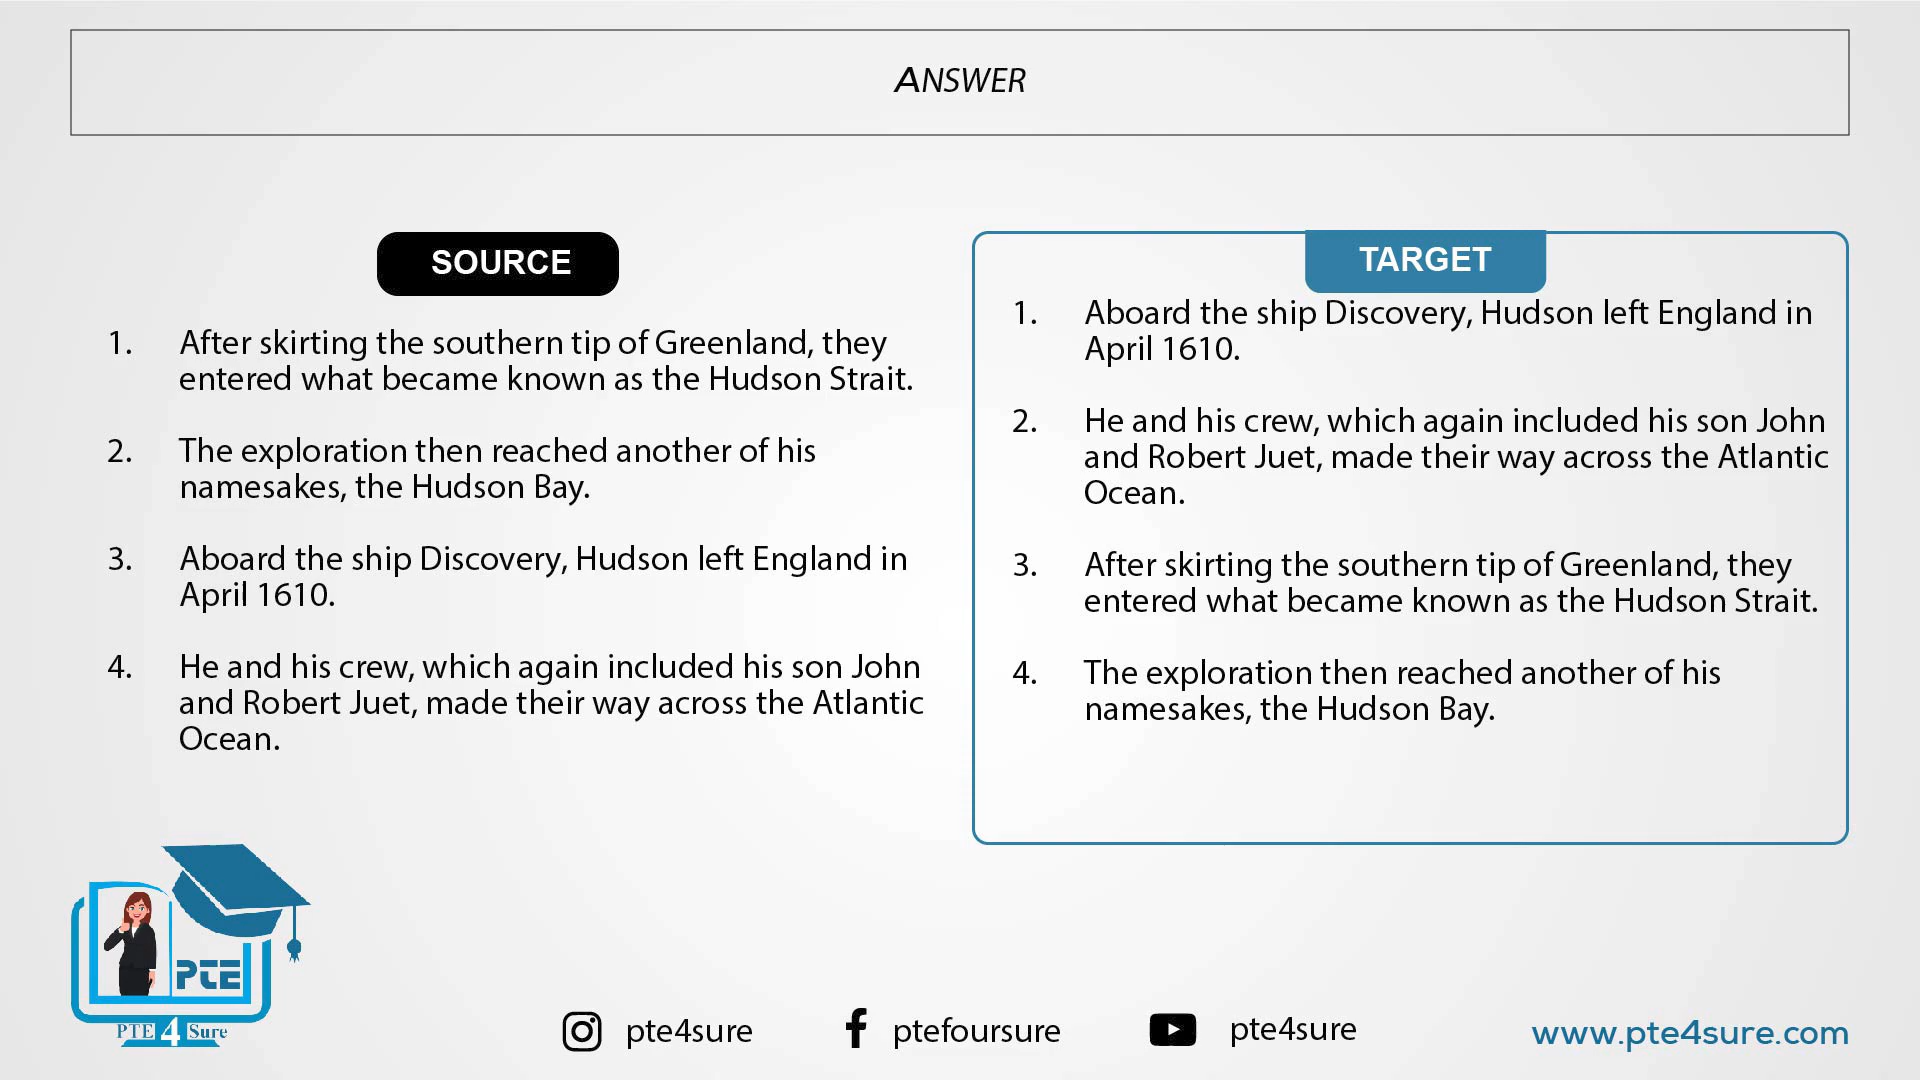 ANSWER
SOURCE
1. After skirting the southern tip of Greenland, they
entered what became known as the Hudson Strait.
2. The exploration then reached another of his
namesakes, the Hudson Bay.
3. Aboard the ship Discovery, Hudson left England in
April 1610.
4. He and his crew, which again included his son John
and Robert Juet, made their way across the Atlantic
Ocean.
TARGET
1. Aboard the ship Discovery, Hudson left England in
April 1610.
2. He and his crew, which again included his son John
and Robert Juet, made their way across the Atlantic
Ocean.
3. After skirting the southern tip of Greenland, they
entered what became known as the Hudson Strait.
4. The exploration then reached another of his
namesakes, the Hudson Bay.
PTE
PTE 4 Sure
pte4sure
ptefoursure
pte4sure
www.pte4sure.com